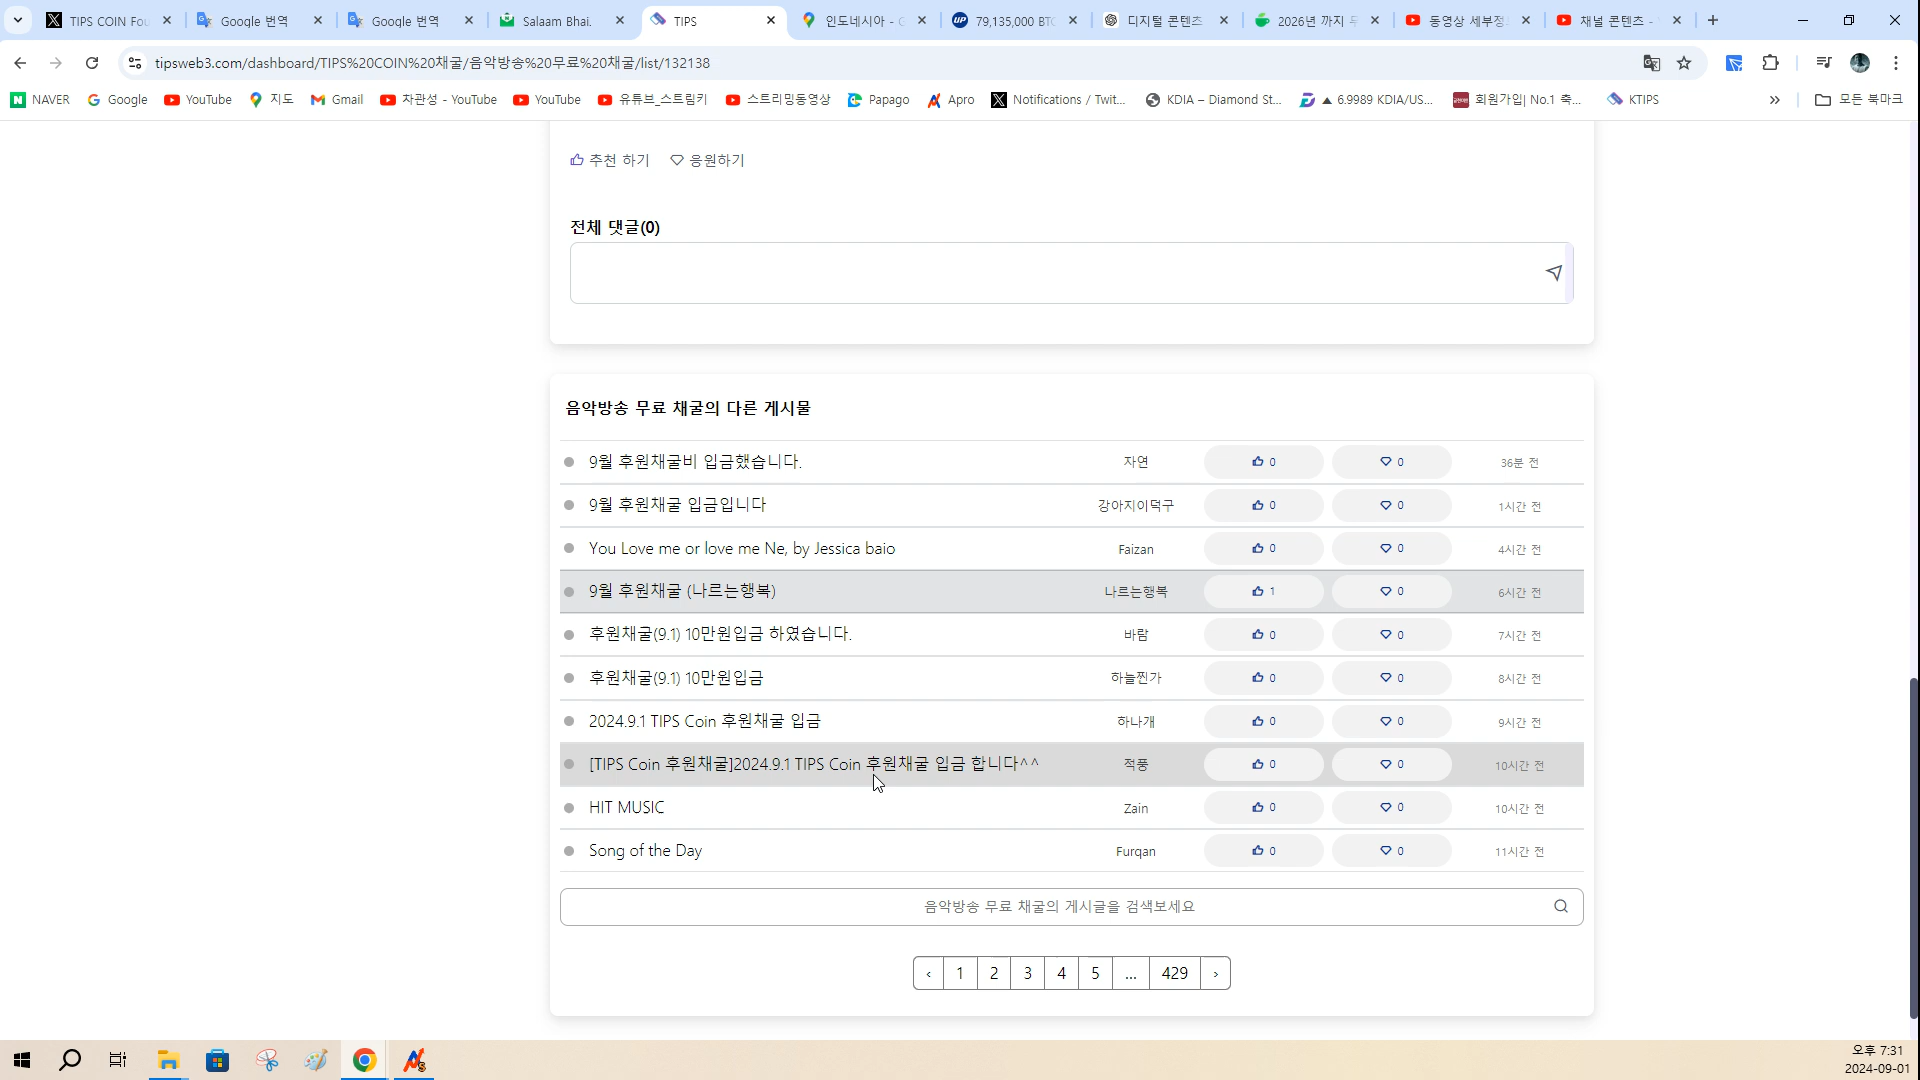 TIPS COIN Fou
Google 번역
Google 번역
Salaam Bhai.
TIPS
인도네시아 - G
79,135,000 BTC
디지털 콘텐츠
2026년 까지 두
동영상 세부정보
채널 콘텐츠 -
tipsweb3.com/dashboard/TIPS%20COIN%20채굴/음악방송%20무료%20채굴/list/132138
NAVER
Google
YouTube
지도
Gmail
차관성 - YouTube
YouTube
유튜브_스트림키
스트리밍동영상
Papago
Apro
Notifications / Twit...
KDIA – Diamond St...
▲ 6.9989 KDIA/US...
회원가입| No.1 축...
KTIPS
»
모든 북마크
추천 하기 응원하기
전체 댓글(0)
음악방송 무료 채굴의 다른 게시물
9월 후원채굴비 입금했습니다. 자연 0 0 36분 전
9월 후원채굴 입금입니다 강아지이덕구 0 0 1시간 전
You Love me or love me Ne, by Jessica baio Faizan 0 0 4시간 전
9월 후원채굴 (나르는행복) 나르는행복 1 0 6시간 전
후원채굴(9.1) 10만원입금 하였습니다. 바람 0 0 7시간 전
후원채굴(9.1) 10만원입금 하늘찐가 0 0 8시간 전
2024.9.1 TIPS Coin 후원채굴 입금 하나개 0 0 9시간 전
[TIPS Coin 후원채굴]2024.9.1 TIPS Coin 후원채굴 입금 합니다^^ 적풍 0 0 10시간 전
HIT MUSIC Zain 0 0 10시간 전
Song of the Day Furqan 0 0 11시간 전
음악방송 무료 채굴의 게시글을 검색보세요
‹ 1 2 3 4 5 ... 429 ›
오후 7:31
2024-09-01